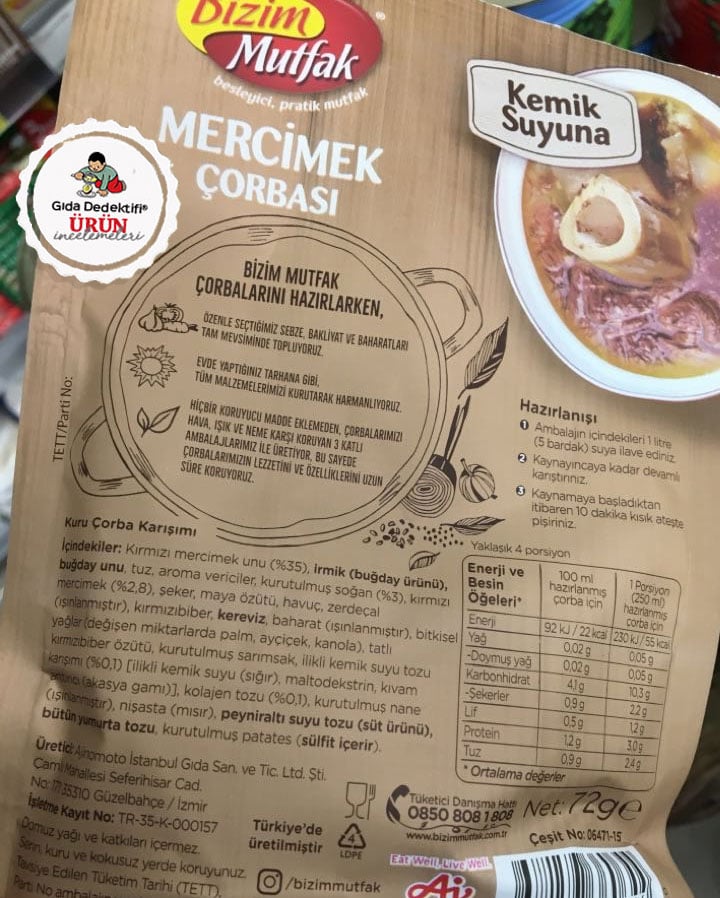 Bizim
Mutfak
®
besleyici, pratik mutfak
MERCİMEK
ÇORBASI
Kemik
Suyuna
Gıda Dedektifi®
ÜRÜN
incelemeleri
BİZİM MUTFAK
ÇORBALARINI HAZIRLARKEN,
ÖZENLE SEÇTİĞİMİZ SEBZE, BAKLİYAT VE BAHARATLARI
TAM MEVSİMİNDE TOPLUYORUZ.
EVDE YAPTIĞINIZ TARHANA GİBİ,
TÜM MALZEMELERİMİZİ KURUTARAK HARMANLIYORUZ.
HİÇBİR KORUYUCU MADDE EKLEMEDEN, ÇORBALARIMIZI
HAVA, IŞIK VE NEME KARŞI KORUYAN 3 KATLI
AMBALAJLARIMIZ İLE ÜRETİYOR, BU SAYEDE
ÇORBALARIMIZIN LEZZETİNİ VE ÖZELLİKLERİNİ UZUN
SÜRE KORUYORUZ.
TETT/Parti No:
Hazırlanışı
1 Ambalajın içindekileri 1 litre
(5 bardak) suya ilave ediniz.
2 Kaynayıncaya kadar devamlı
karıştırınız.
3 Kaynamaya başladıktan
itibaren 10 dakika kısık ateşte
pişiriniz.
Kuru Çorba Karışımı
İçindekiler: Kırmızı mercimek unu (%35), irmik (buğday ürünü),
buğday unu, tuz, aroma vericiler, kurutulmuş soğan (%3), kırmızı
mercimek (%2,8), şeker, maya özütü, havuç, zerdeçal
(ışınlanmıştır), kırmızıbiber, kereviz, baharat (ışınlanmıştır), bitkisel
yağlar (değişen miktarlarda palm, ayçiçek, kanola), tatlı
kırmızıbiber özütü, kurutulmuş sarımsak, ilikli kemik suyu tozu
karışımı (%0,1) [ilikli kemik suyu (sığır), maltodekstrin, kıvam
artırıcı (akasya gamı)], kolajen tozu (%0,1), kurutulmuş nane
(ışınlanmıştır), nişasta (mısır), peyniraltı suyu tozu (süt ürünü),
bütün yumurta tozu, kurutulmuş patates (sülfit içerir).
Yaklaşık 4 porsiyon
Enerji ve Besin Öğeleri* 100 ml hazırlanmış çorba için 1 Porsiyon (250 ml) hazırlanmış çorba için
Enerji 92 kJ / 22 kcal 230 kJ / 55 kcal
Yağ 0,02 g 0,05 g
-Doymuş yağ 0,02 g 0,05 g
Karbonhidrat 4,1 g 10,3 g
-Şekerler 0,9 g 2,2 g
Lif 0,5 g 1,2 g
Protein 1,2 g 3,0 g
Tuz 0,9 g 2,4 g
* Ortalama değerler
Üretici: Ajinomoto İstanbul Gıda San. ve Tic. Ltd. Şti.
Camii Mahallesi Seferihisar Cad.
No: 35310 Güzelbahçe / İzmir
İşletme Kayıt No: TR-35-K-000157
Domuz yağı ve katkıları içermez.
Serin, kuru ve kokusuz yerde koruyunuz.
Tavsiye Edilen Tüketim Tarihi (TETT),
Parti No
Türkiye'de
üretilmiştir
4
LDPE
/bizimmutfak
Tüketici Danışma Hattı
0850 808 1 808
www.bizimmutfak.com.tr
Net: 72g e
Çeşit No: 06471-15
Eat Well, Live Well.